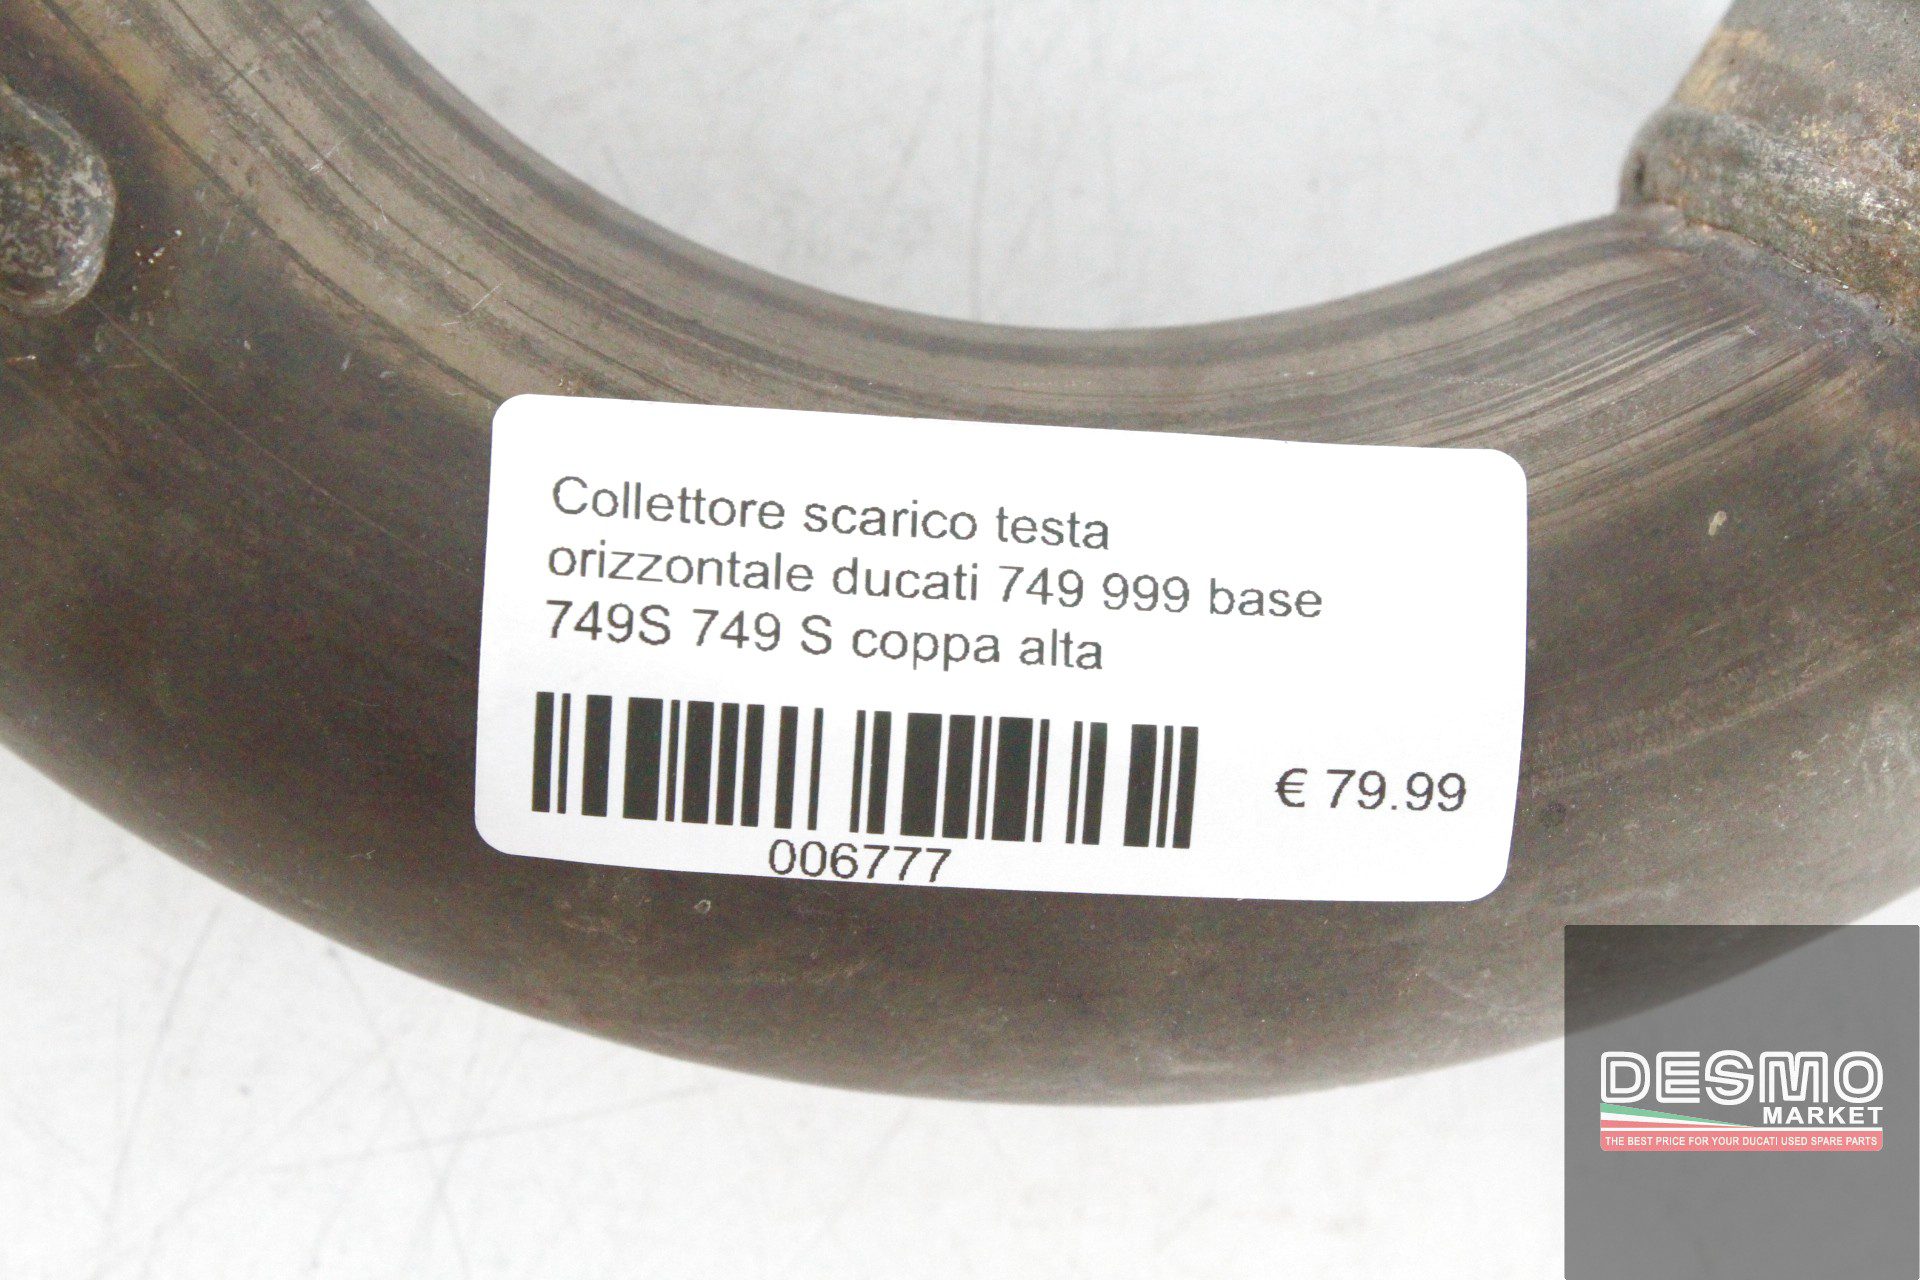 Collettore scarico testa
orizzontale ducati 749 999 base
749S 749 S coppa alta
€ 79.99
006777
DESMO
MARKET
THE BEST PRICE FOR YOUR DUCATI USED SPARE PARTS